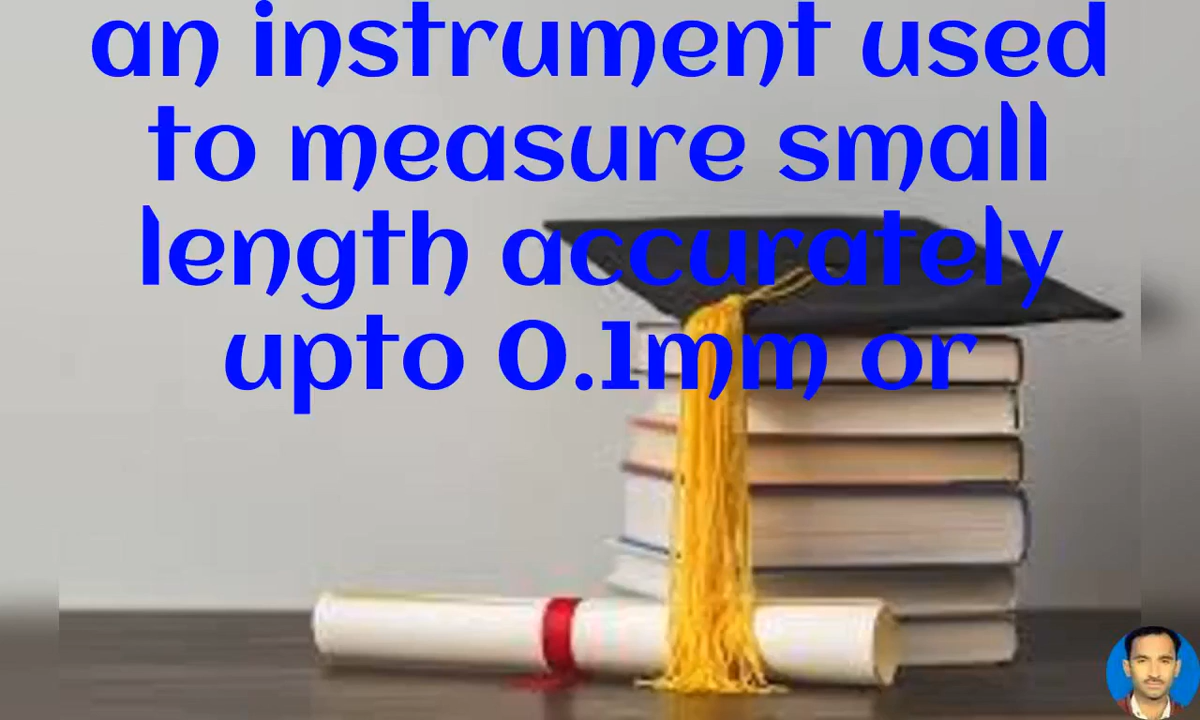 an instrument used
to measure small
length accurately
upto 0.1mm or